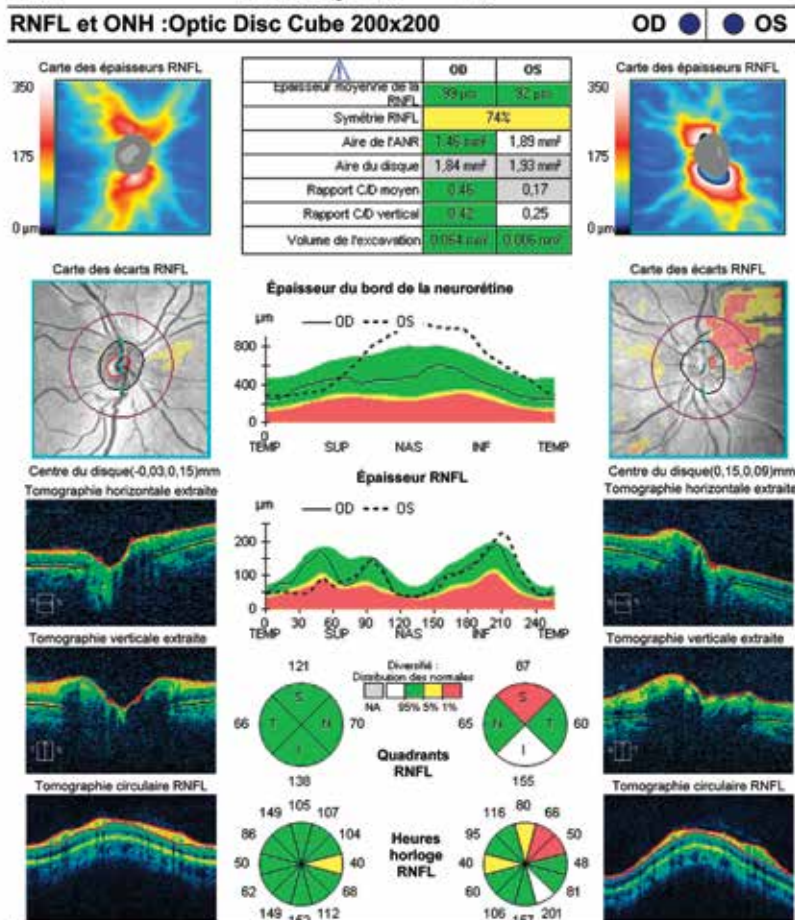 RNFL et ONH :Optic Disc Cube 200x200 OD OS
Carte des épaisseurs RNFL
350
175
0 µm
OD OS
Epaisseur moyenne de la RNFL 99 µm 92 µm
Symétrie RNFL 74%
Aire de l'ANR 1,46 mm² 1,89 mm²
Aire du disque 1,84 mm² 1,93 mm²
Rapport C/D moyen 0,46 0,17
Rapport C/D vertical 0,42 0,25
Volume de l'excavation
Carte des épaisseurs RNFL
350
175
0 µm
Carte des écarts RNFL
Centre du disque(-0,03,0,15)mm
Épaisseur du bord de la neurorétine
µm
OD OS
800
400
0
0
TEMP SUP NAS INF TEMP
Carte des écarts RNFL
Centre du disque(0,15,0,09)mm
Tomographie horizontale extraite
Épaisseur RNFL
µm
OD OS
200
100
0
0 30 60 90 120 150 180 210 240
TEMP SUP NAS INF TEMP
Tomographie horizontale extraite
Tomographie verticale extraite
121
66 70
138
S
T N
I
Diversifié :
Distribution des normales
NA 95% 5% 1%
Quadrants
RNFL
87
65 60
155
S
N T
I
Tomographie verticale extraite
Tomographie circulaire RNFL
105
149 107
86 104
50 40
62 68
149 112
Heures
horloge
RNFL
80
116 66
95 50
40 48
60 81
106 157 201
Tomographie circulaire RNFL